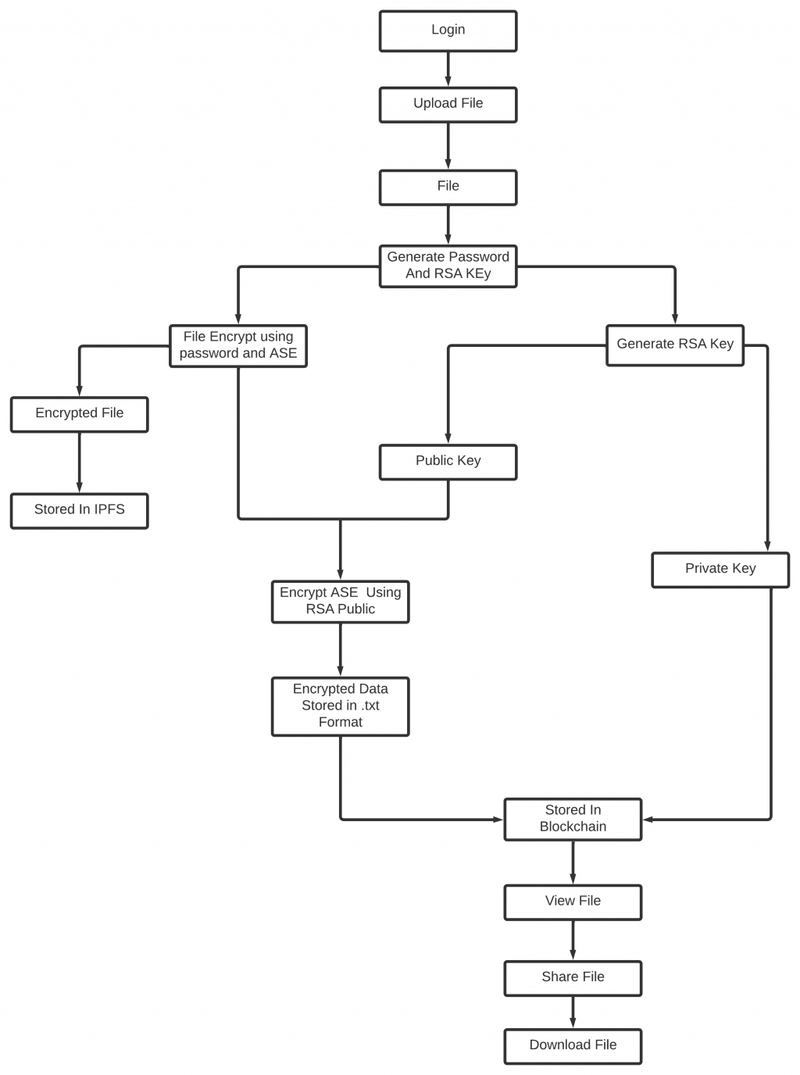 Login
Upload File
File
Generate Password
And RSA KEy
File Encrypt using
password and ASE
Generate RSA Key
Encrypted File
Public Key
Stored In IPFS
Private Key
Encrypt ASE  Using
RSA Public
Encrypted Data
Stored in .txt
Format
Stored In
Blockchain
View File
Share File
Download File